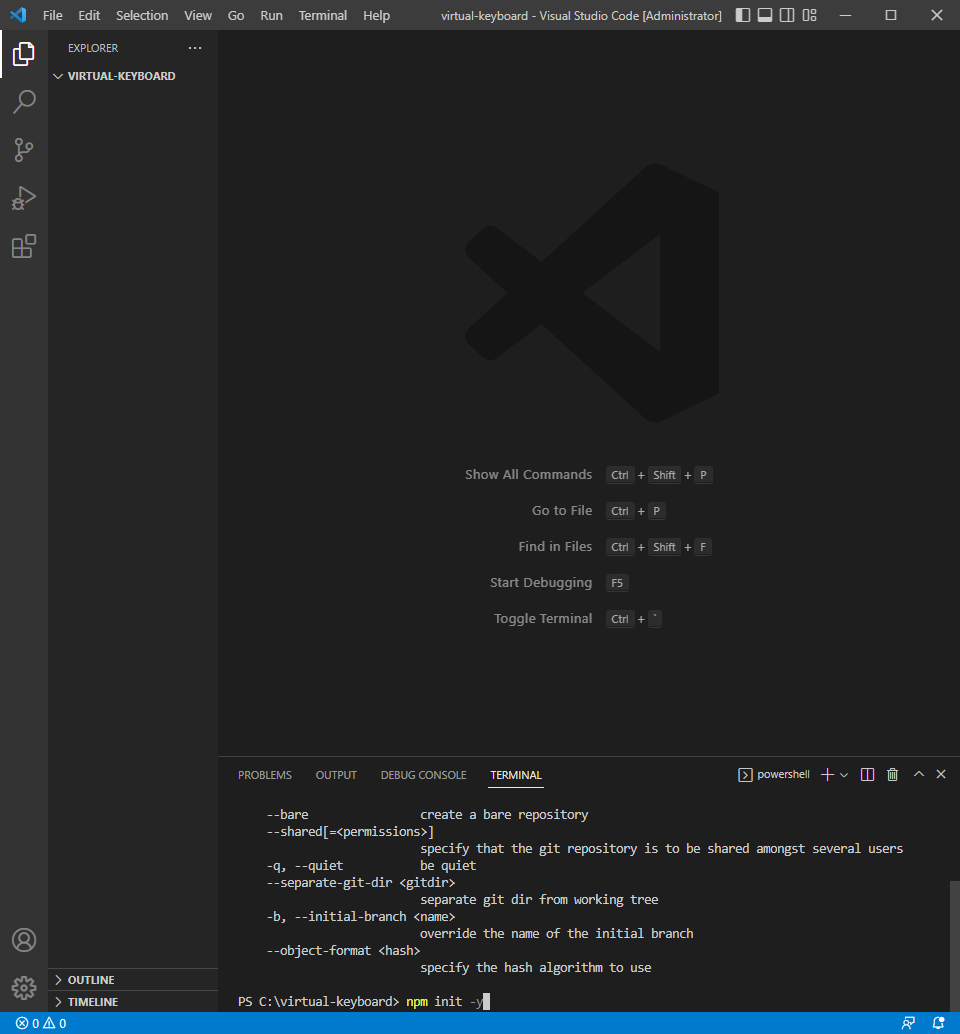 File Edit Selection View Go Run Terminal Help virtual-keyboard - Visual Studio Code [Administrator]
EXPLORER ···
VIRTUAL-KEYBOARD
Show All Commands Ctrl + Shift + P
Go to File Ctrl + P
Find in Files Ctrl + Shift + F
Start Debugging F5
Toggle Terminal Ctrl + `
PROBLEMS OUTPUT DEBUG CONSOLE TERMINAL powershell
--bare create a bare repository
--shared[=<permissions>]
specify that the git repository is to be shared amongst several users
-q, --quiet be quiet
--separate-git-dir <gitdir>
separate git dir from working tree
-b, --initial-branch <name>
override the name of the initial branch
--object-format <hash>
specify the hash algorithm to use
PS C:\virtual-keyboard> npm init -y
OUTLINE
TIMELINE
0 0